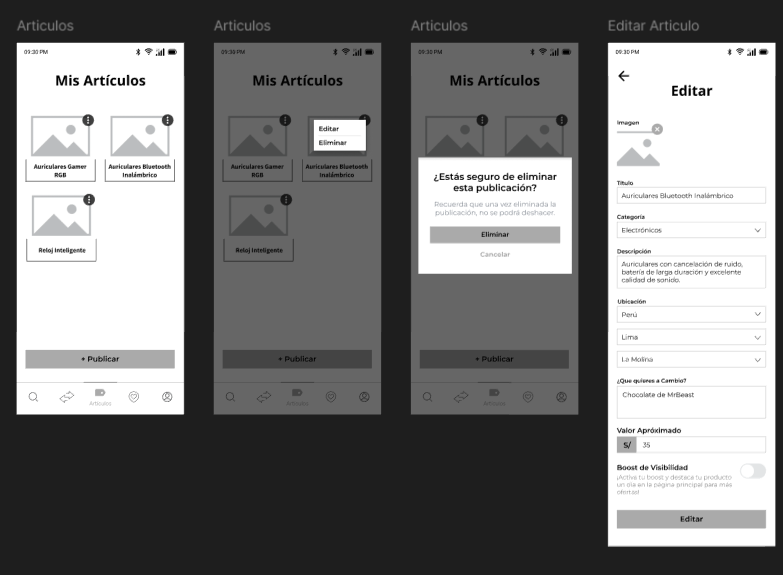 Articulos
09:30 PM
Mis Artículos
Auriculares Gamer
RGB
Auriculares Bluetooth
Inalámbrico
Reloj Inteligente
+ Publicar
Artículos
Articulos
09:30 PM
Mis Artículos
Editar
Eliminar
Auriculares Gamer
RGB
Auriculares Bluetooth
Inalámbrico
Reloj Inteligente
+ Publicar
Artículos
Articulos
09:30 PM
Mis Artículos
¿Estás seguro de eliminar
esta publicación?
Recuerda que una vez eliminada la
publicación, no se podrá deshacer.
Eliminar
Cancelar
+ Publicar
Artículos
Editar Articulo
09:30 PM
Editar
Imagen
Título
Auriculares Bluetooth Inalámbrico
Categoría
Electrónicos
Descripción
Auriculares con cancelación de ruido,
batería de larga duración y excelente
calidad de sonido.
Ubicación
Perú
Lima
La Molina
¿Que quieres a Cambio?
Chocolate de MrBeast
Valor Apróximado
S/ 35
Boost de Visibilidad
¡Activa tu boost y destaca tu producto
un día en la página principal para más
ofertas!
Editar